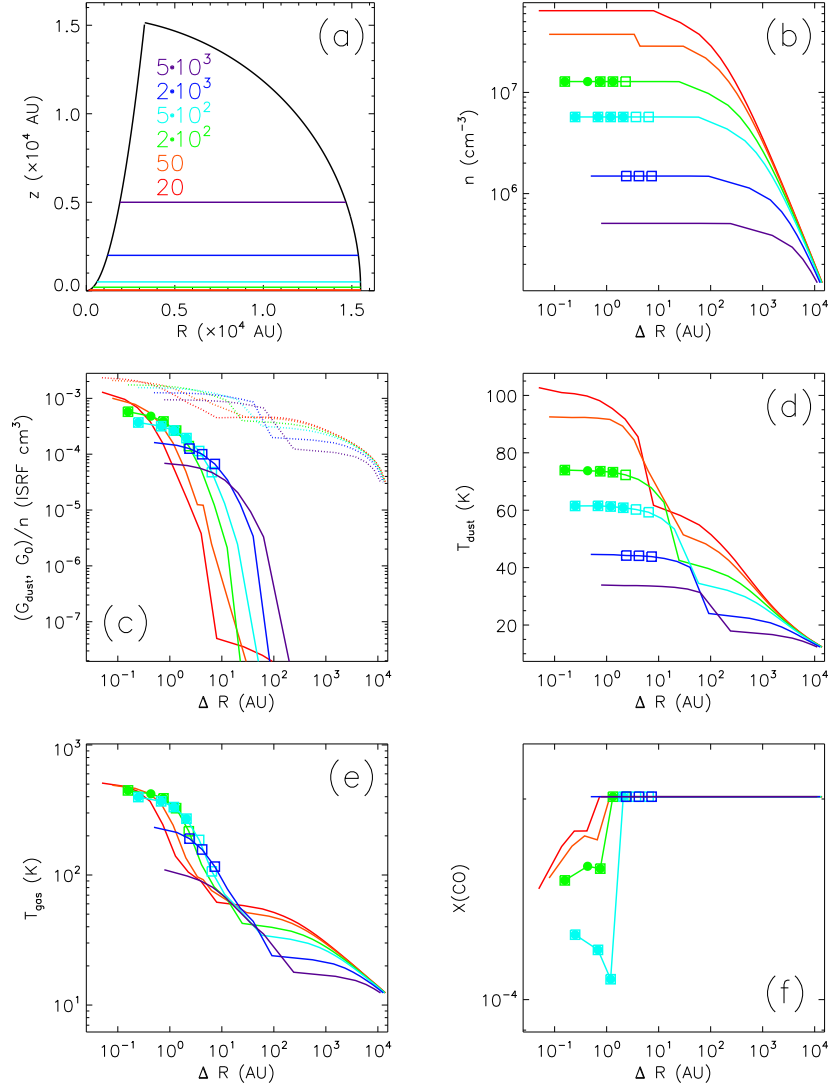 (a)
1.5
1.0
0.5
0.0
z (×10⁴ AU)
5•10³
2•10³
5•10²
2•10²
50
20
0.0 0.5 1.0 1.5
R (×10⁴ AU)
(b)
10⁷
10⁶
n (cm⁻³)
10⁻¹ 10⁰ 10¹ 10² 10³ 10⁴
Δ R (AU)
(c)
10⁻³
10⁻⁴
10⁻⁵
10⁻⁶
10⁻⁷
(G_dust, G₀)/n (ISRF cm³)
10⁻¹ 10⁰ 10¹ 10² 10³ 10⁴
Δ R (AU)
(d)
100
80
60
40
20
T_dust (K)
10⁻¹ 10⁰ 10¹ 10² 10³ 10⁴
Δ R (AU)
(e)
10³
10²
10¹
T_gas (K)
10⁻¹ 10⁰ 10¹ 10² 10³ 10⁴
Δ R (AU)
(f)
10⁻⁴
X(CO)
10⁻¹ 10⁰ 10¹ 10² 10³ 10⁴
Δ R (AU)